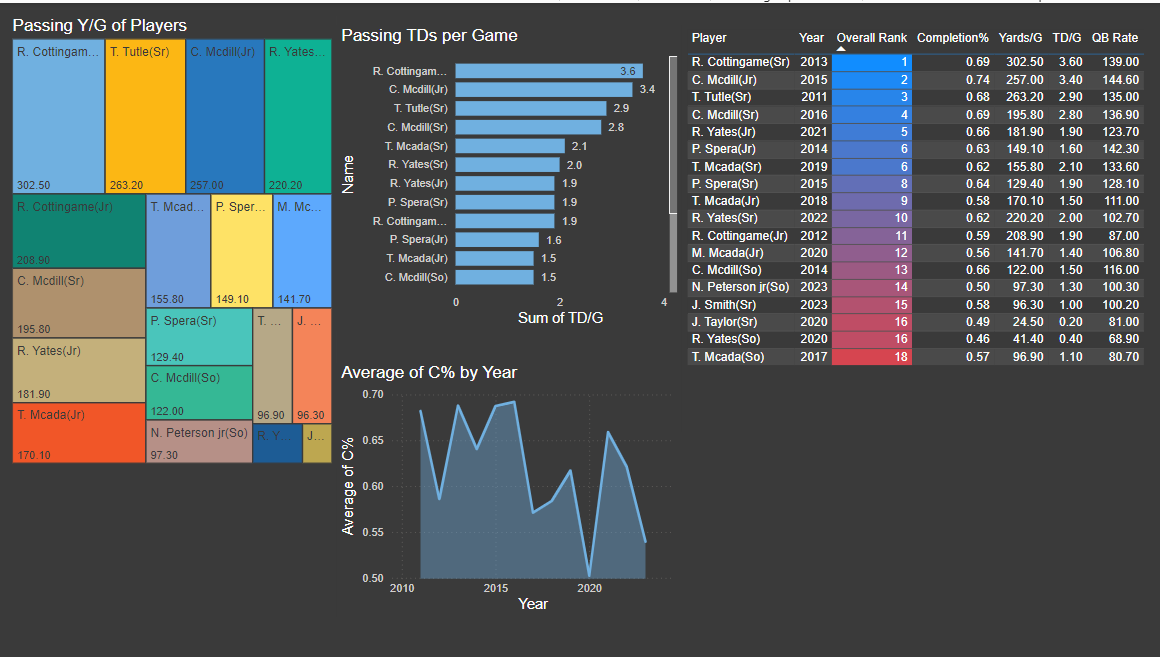 Passing Y/G of Players
R. Cottingam... T. Tutle(Sr) C. Mcdill(Jr) R. Yates...
302.50 263.20 257.00 220.20
R. Cottingame(Jr) T. Mcad... P. Sper... M. Mc...
208.90
C. Mcdill(Sr)
155.80 149.10 141.70
P. Spera(Sr) T. ... J. ...
195.80
R. Yates(Jr)
129.40
C. Mcdill(So)
181.90
T. Mcada(Jr)
122.00 96.90 96.30
N. Peterson jr(So) R. Y... J...
170.10 97.30
Passing TDs per Game
Name
R. Cottingam... 3.6
C. Mcdill(Jr) 3.4
T. Tutle(Sr) 2.9
C. Mcdill(Sr) 2.8
T. Mcada(Sr) 2.1
R. Yates(Sr) 2.0
R. Yates(Jr) 1.9
P. Spera(Sr) 1.9
R. Cottingam... 1.9
P. Spera(Jr) 1.6
T. Mcada(Jr) 1.5
C. Mcdill(So) 1.5
0 2 4
Sum of TD/G
Average of C% by Year
Average of C%
0.70
0.65
0.60
0.55
0.50
2010 2015 2020
Year
Player Year Overall Rank Completion% Yards/G TD/G QB Rate
R. Cottingame(Sr) 2013 1 0.69 302.50 3.60 139.00
C. Mcdill(Jr) 2015 2 0.74 257.00 3.40 144.60
T. Tutle(Sr) 2011 3 0.68 263.20 2.90 135.00
C. Mcdill(Sr) 2016 4 0.69 195.80 2.80 136.90
R. Yates(Jr) 2021 5 0.66 181.90 1.90 123.70
P. Spera(Jr) 2014 6 0.63 149.10 1.60 142.30
T. Mcada(Sr) 2019 6 0.62 155.80 2.10 133.60
P. Spera(Sr) 2015 8 0.64 129.40 1.90 128.10
T. Mcada(Jr) 2018 9 0.58 170.10 1.50 111.00
R. Yates(Sr) 2022 10 0.62 220.20 2.00 102.70
R. Cottingame(Jr) 2012 11 0.59 208.90 1.90 87.00
M. Mcada(Jr) 2020 12 0.56 141.70 1.40 106.80
C. Mcdill(So) 2014 13 0.66 122.00 1.50 116.00
N. Peterson jr(So) 2023 14 0.50 97.30 1.30 100.30
J. Smith(Sr) 2023 15 0.58 96.30 1.00 100.20
J. Taylor(Sr) 2020 16 0.49 24.50 0.20 81.00
R. Yates(So) 2020 16 0.46 41.40 0.40 68.90
T. Mcada(So) 2017 18 0.57 96.90 1.10 80.70